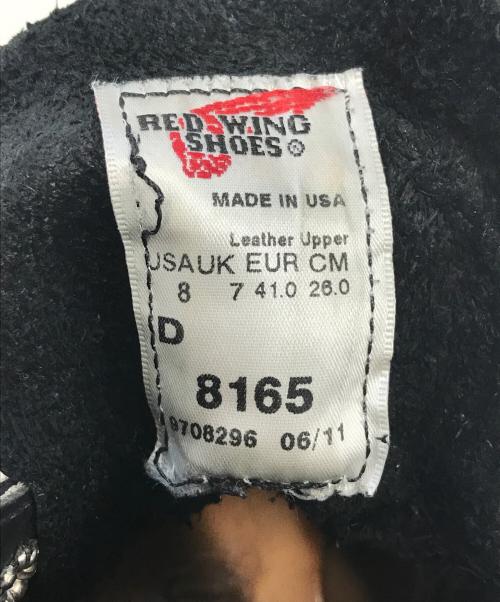 RED WING
SHOES®
MADE IN USA
Leather Upper
USA UK EUR CM
8 7 41.0 26.0
D
8165
9708296 06/11